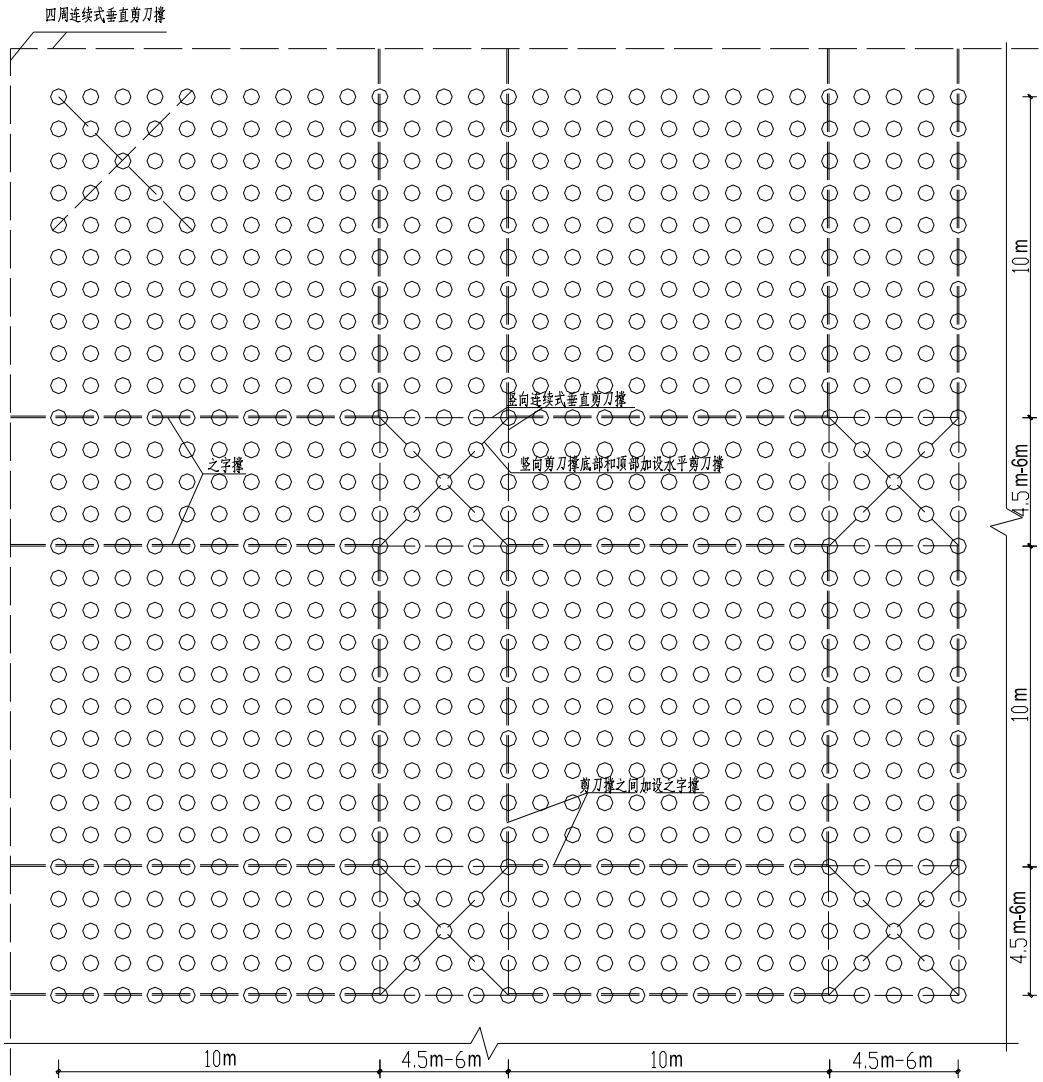 四周连续式垂直剪刀撑
10m
竖向连续式垂直剪刀撑
之字撑
竖向剪刀撑底部和顶部加设水平剪刀撑
4.5m-6m
10m
剪刀撑之间加设之字撑
4.5m-6m
10m
4.5m-6m
10m
4.5m-6m